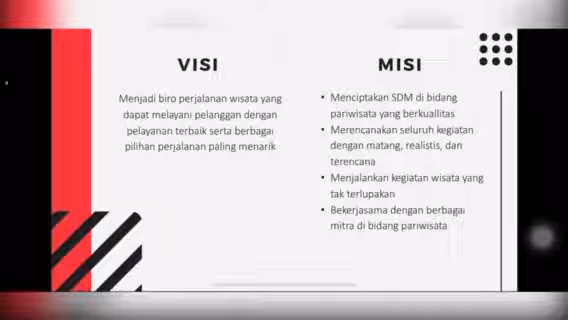 VISI
Menjadi biro perjalanan wisata yang
dapat melayani pelanggan dengan
pelayanan terbaik serta berbagai
pilihan perjalanan paling menarik
MISI
• Menciptakan SDM di bidang
pariwisata yang berkuallitas
• Merencanakan seluruh kegiatan
dengan matang, realistis, dan
terencana
• Menjalankan kegiatan wisata yang
tak terlupakan
• Bekerjasama dengan berbagai
mitra di bidang pariwisata